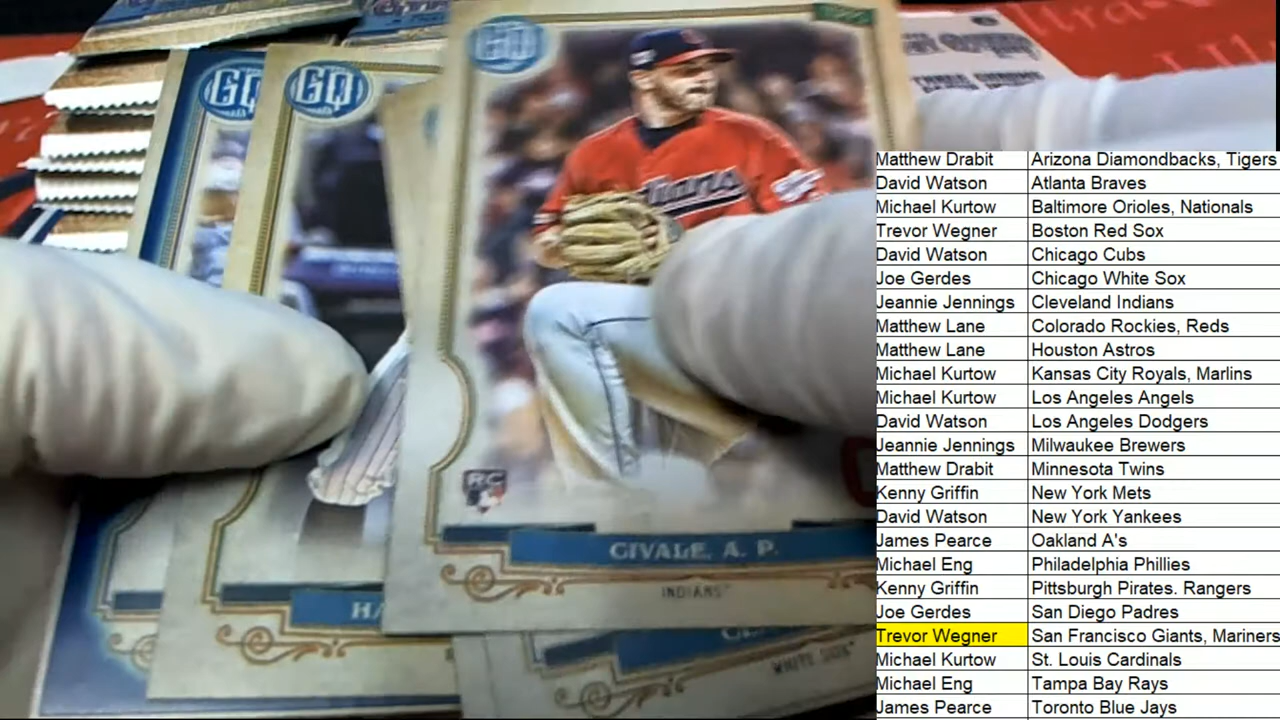 GQ
GQ
GQ
Indians
RC
CIVALE, A. P.
INDIANS
HA
WHITE SOX
Matthew Drabit Arizona Diamondbacks, Tigers
David Watson Atlanta Braves
Michael Kurtow Baltimore Orioles, Nationals
Trevor Wegner Boston Red Sox
David Watson Chicago Cubs
Joe Gerdes Chicago White Sox
Jeannie Jennings Cleveland Indians
Matthew Lane Colorado Rockies, Reds
Matthew Lane Houston Astros
Michael Kurtow Kansas City Royals, Marlins
Michael Kurtow Los Angeles Angels
David Watson Los Angeles Dodgers
Jeannie Jennings Milwaukee Brewers
Matthew Drabit Minnesota Twins
Kenny Griffin New York Mets
David Watson New York Yankees
James Pearce Oakland A's
Michael Eng Philadelphia Phillies
Kenny Griffin Pittsburgh Pirates. Rangers
Joe Gerdes San Diego Padres
Trevor Wegner San Francisco Giants, Mariners
Michael Kurtow St. Louis Cardinals
Michael Eng Tampa Bay Rays
James Pearce Toronto Blue Jays